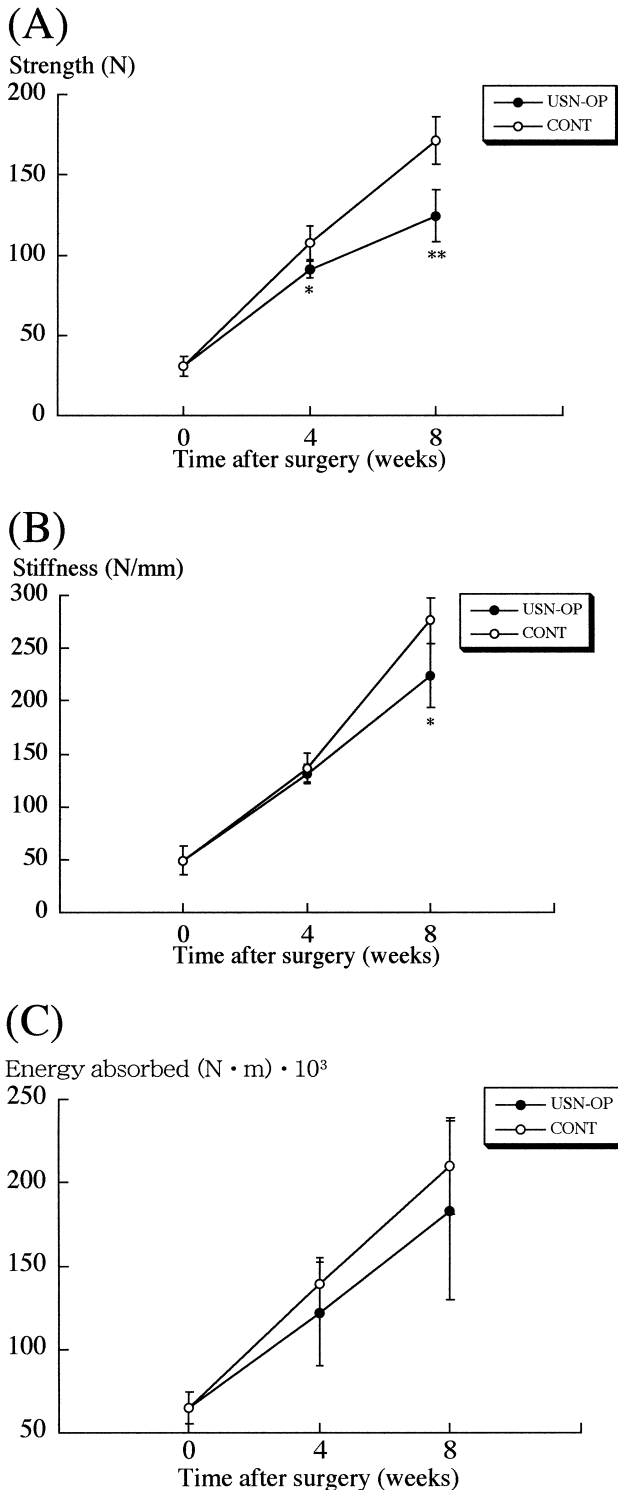 (A)
Strength (N)
200
150
100
50
0
USN-OP
CONT
*
**
0 4 8
Time after surgery (weeks)
(B)
Stiffness (N/mm)
300
250
200
150
100
50
0
USN-OP
CONT
*
0 4 8
Time after surgery (weeks)
(C)
Energy absorbed (N・m)・10³
250
200
150
100
50
USN-OP
CONT
0 4 8
Time after surgery (weeks)